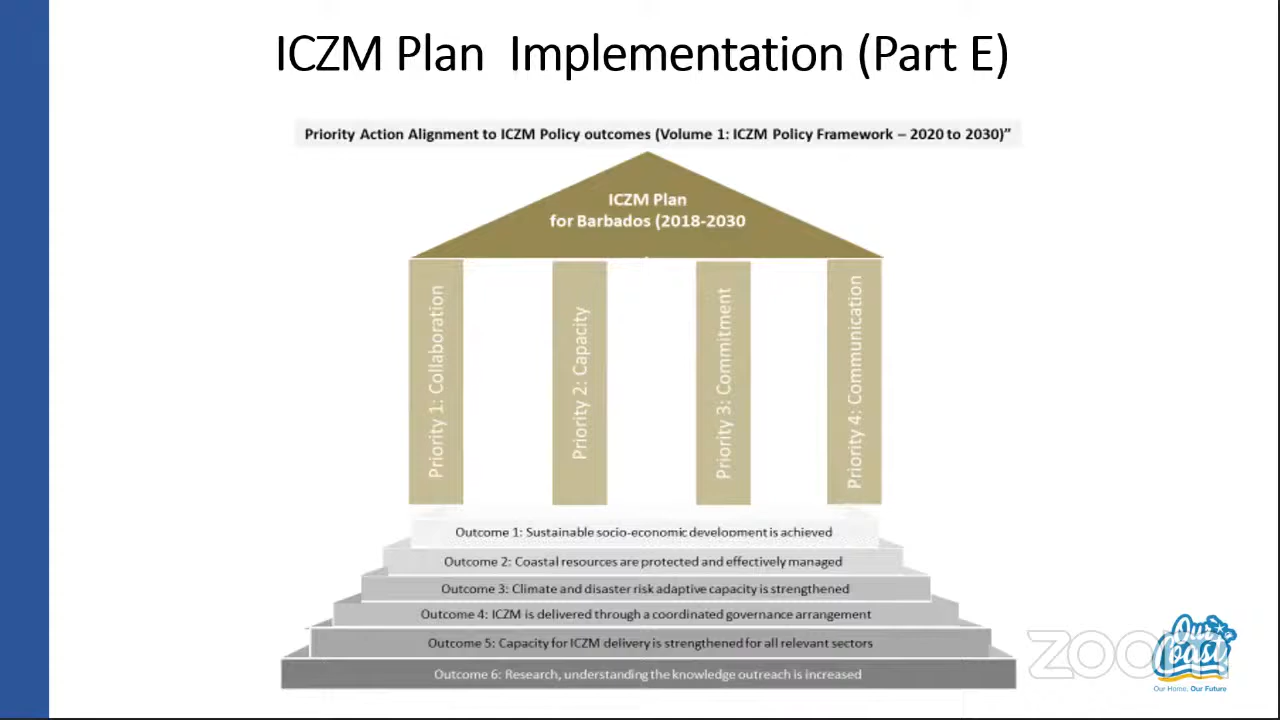 ICZM Plan Implementation (Part E)
Priority Action Alignment to ICZM Policy outcomes (Volume 1: ICZM Policy Framework – 2020 to 2030)”
ICZM Plan
for Barbados (2018-2030
Priority 1: Collaboration
Priority 2: Capacity
Priority 3: Commitment
Priority 4: Communication
Outcome 1: Sustainable socio-economic development is achieved
Outcome 2: Coastal resources are protected and effectively managed
Outcome 3: Climate and disaster risk adaptive capacity is strengthened
Outcome 4: ICZM is delivered through a coordinated governance arrangement
Outcome 5: Capacity for ICZM delivery is strengthened for all relevant sectors
Outcome 6: Research, understanding the knowledge outreach is increased
zoom
Our
Coast
Our Home, Our Future